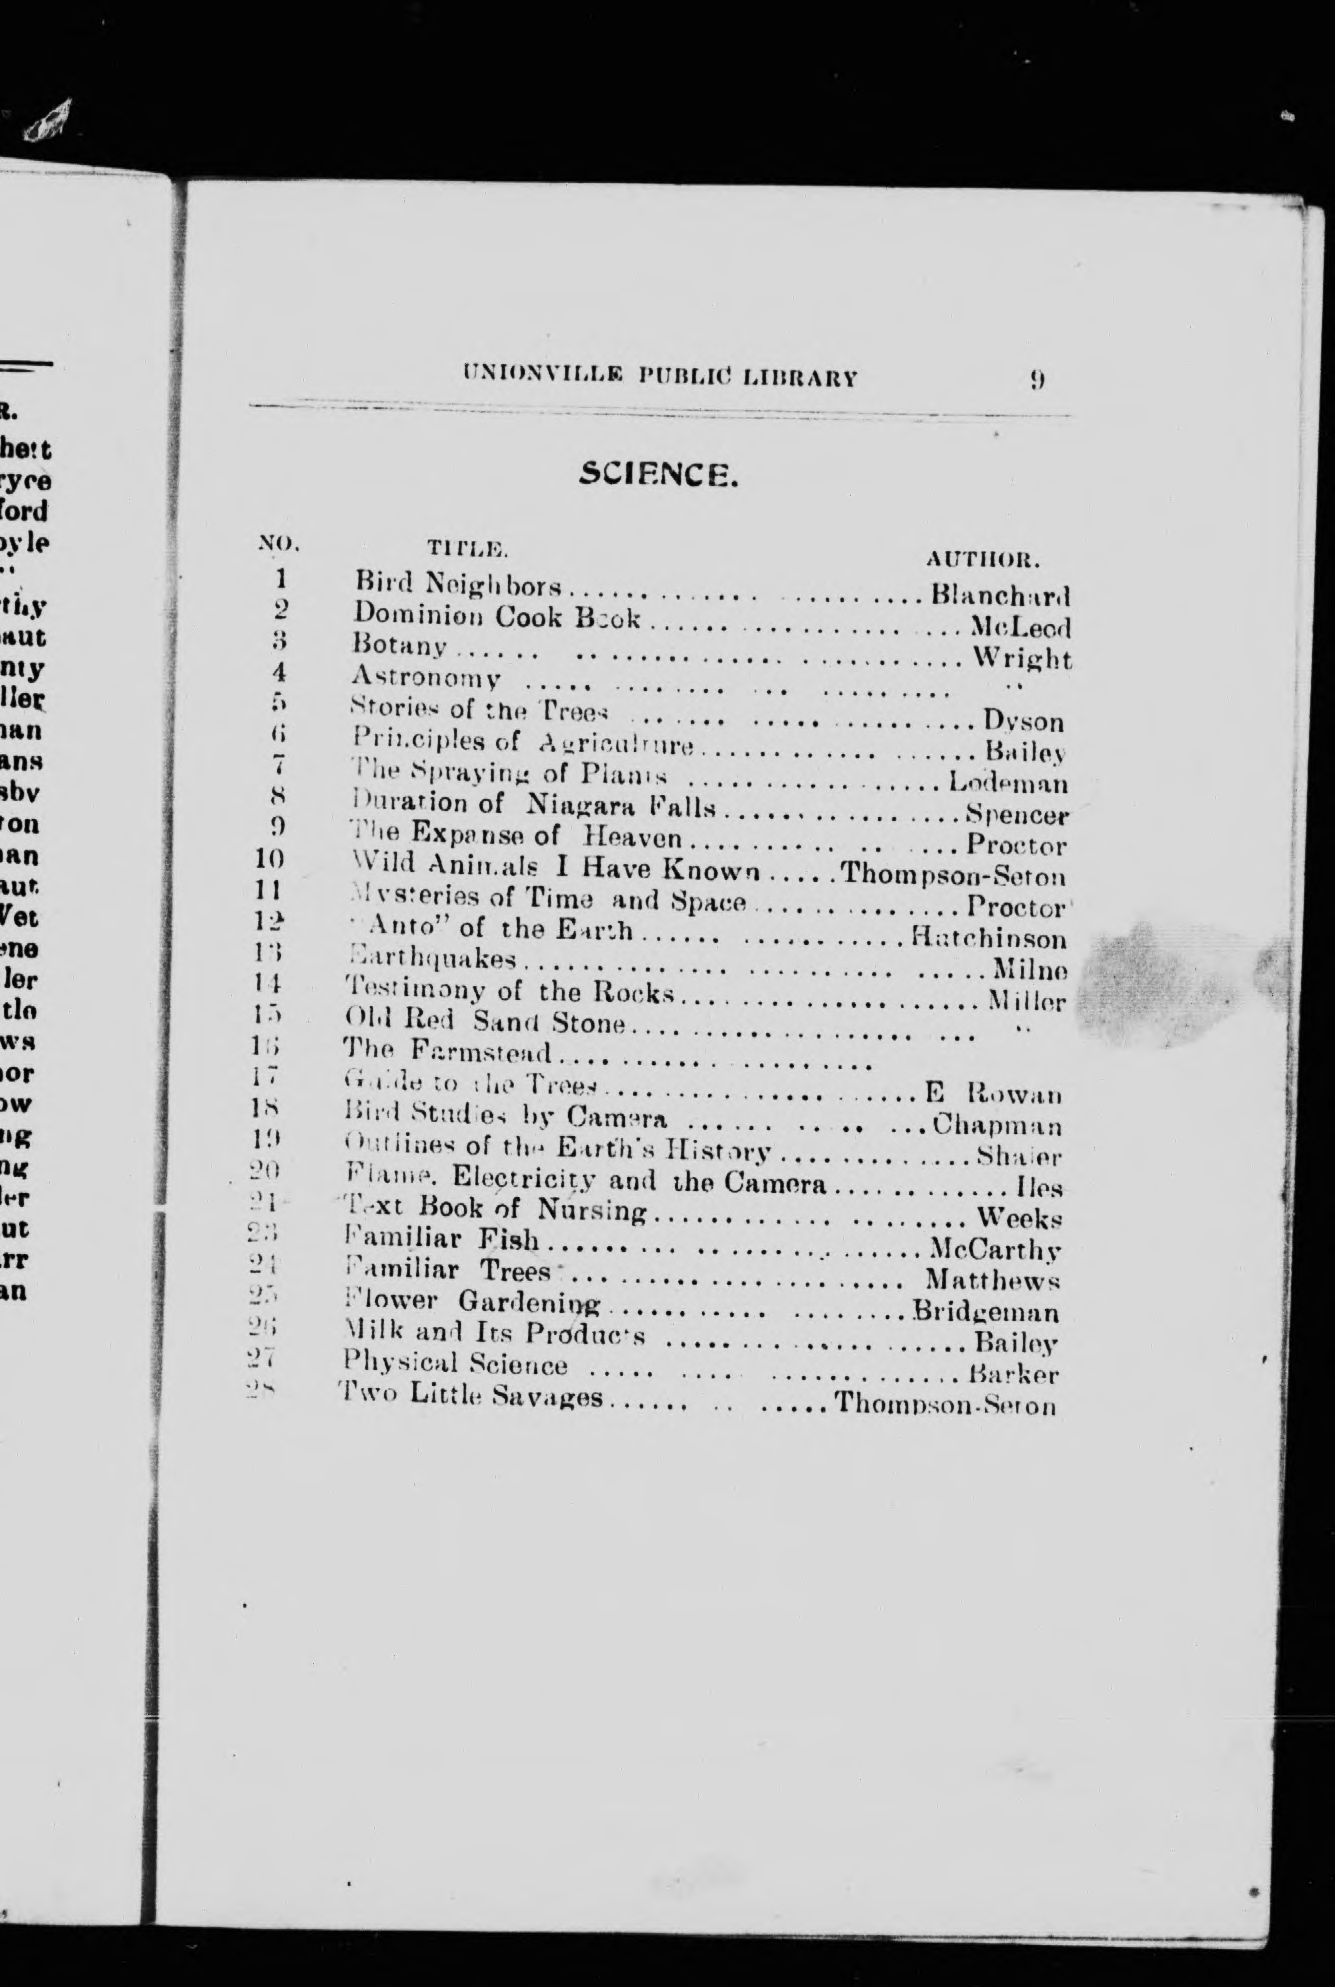 UNIONVILLE PUBLIC LIBRARY 9
SCIENCE.
NO. TITLE. AUTHOR.
1 Bird Neighbors Blanchard
2 Dominion Cook Book McLeod
3 Botany Wright
4 Astronomy "
5 Stories of the Trees Dyson
6 Principles of Agriculture Bailey
7 The Spraying of Plants Lodeman
8 Duration of Niagara Falls Spencer
9 The Expanse of Heaven Proctor
10 Wild Animals I Have Known Thompson-Seton
11 Mysteries of Time and Space Proctor
12 "Auto" of the Earth Hutchinson
13 Earthquakes Milne
14 Testimony of the Rocks Miller
15 Old Red Sand Stone "
16 The Farmstead
17 Guide to the Trees E Rowan
18 Bird Studies by Camera Chapman
19 Outlines of the Earth's History Shaler
20 Flame, Electricity and the Camera Iles
21 Text Book of Nursing Weeks
23 Familiar Fish McCarthy
24 Familiar Trees Matthews
25 Flower Gardening Bridgeman
26 Milk and Its Products Bailey
27 Physical Science Barker
28 Two Little Savages Thompson-Seton